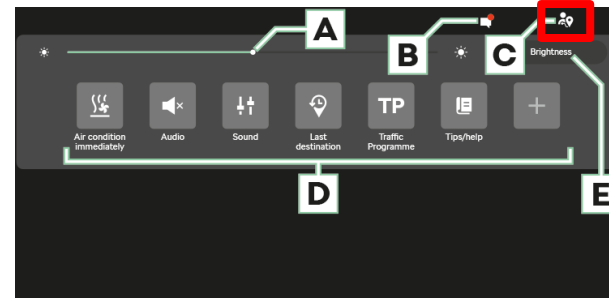 A
B
C
Brightness
TP
Air condition
immediately
Audio
Sound
Last
destination
Traffic
Programme
Tips/help
D
E